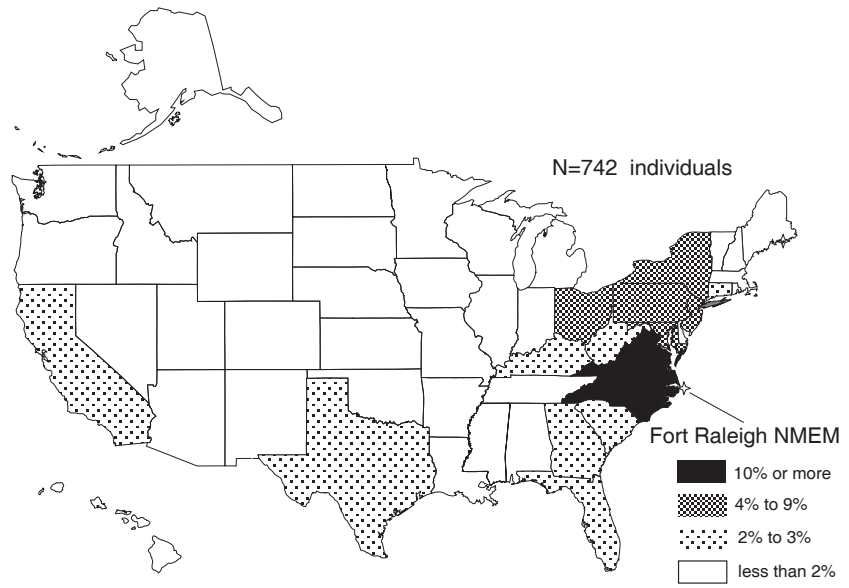 N=742 individuals
Fort Raleigh NMEM
10% or more
4% to 9%
2% to 3%
less than 2%